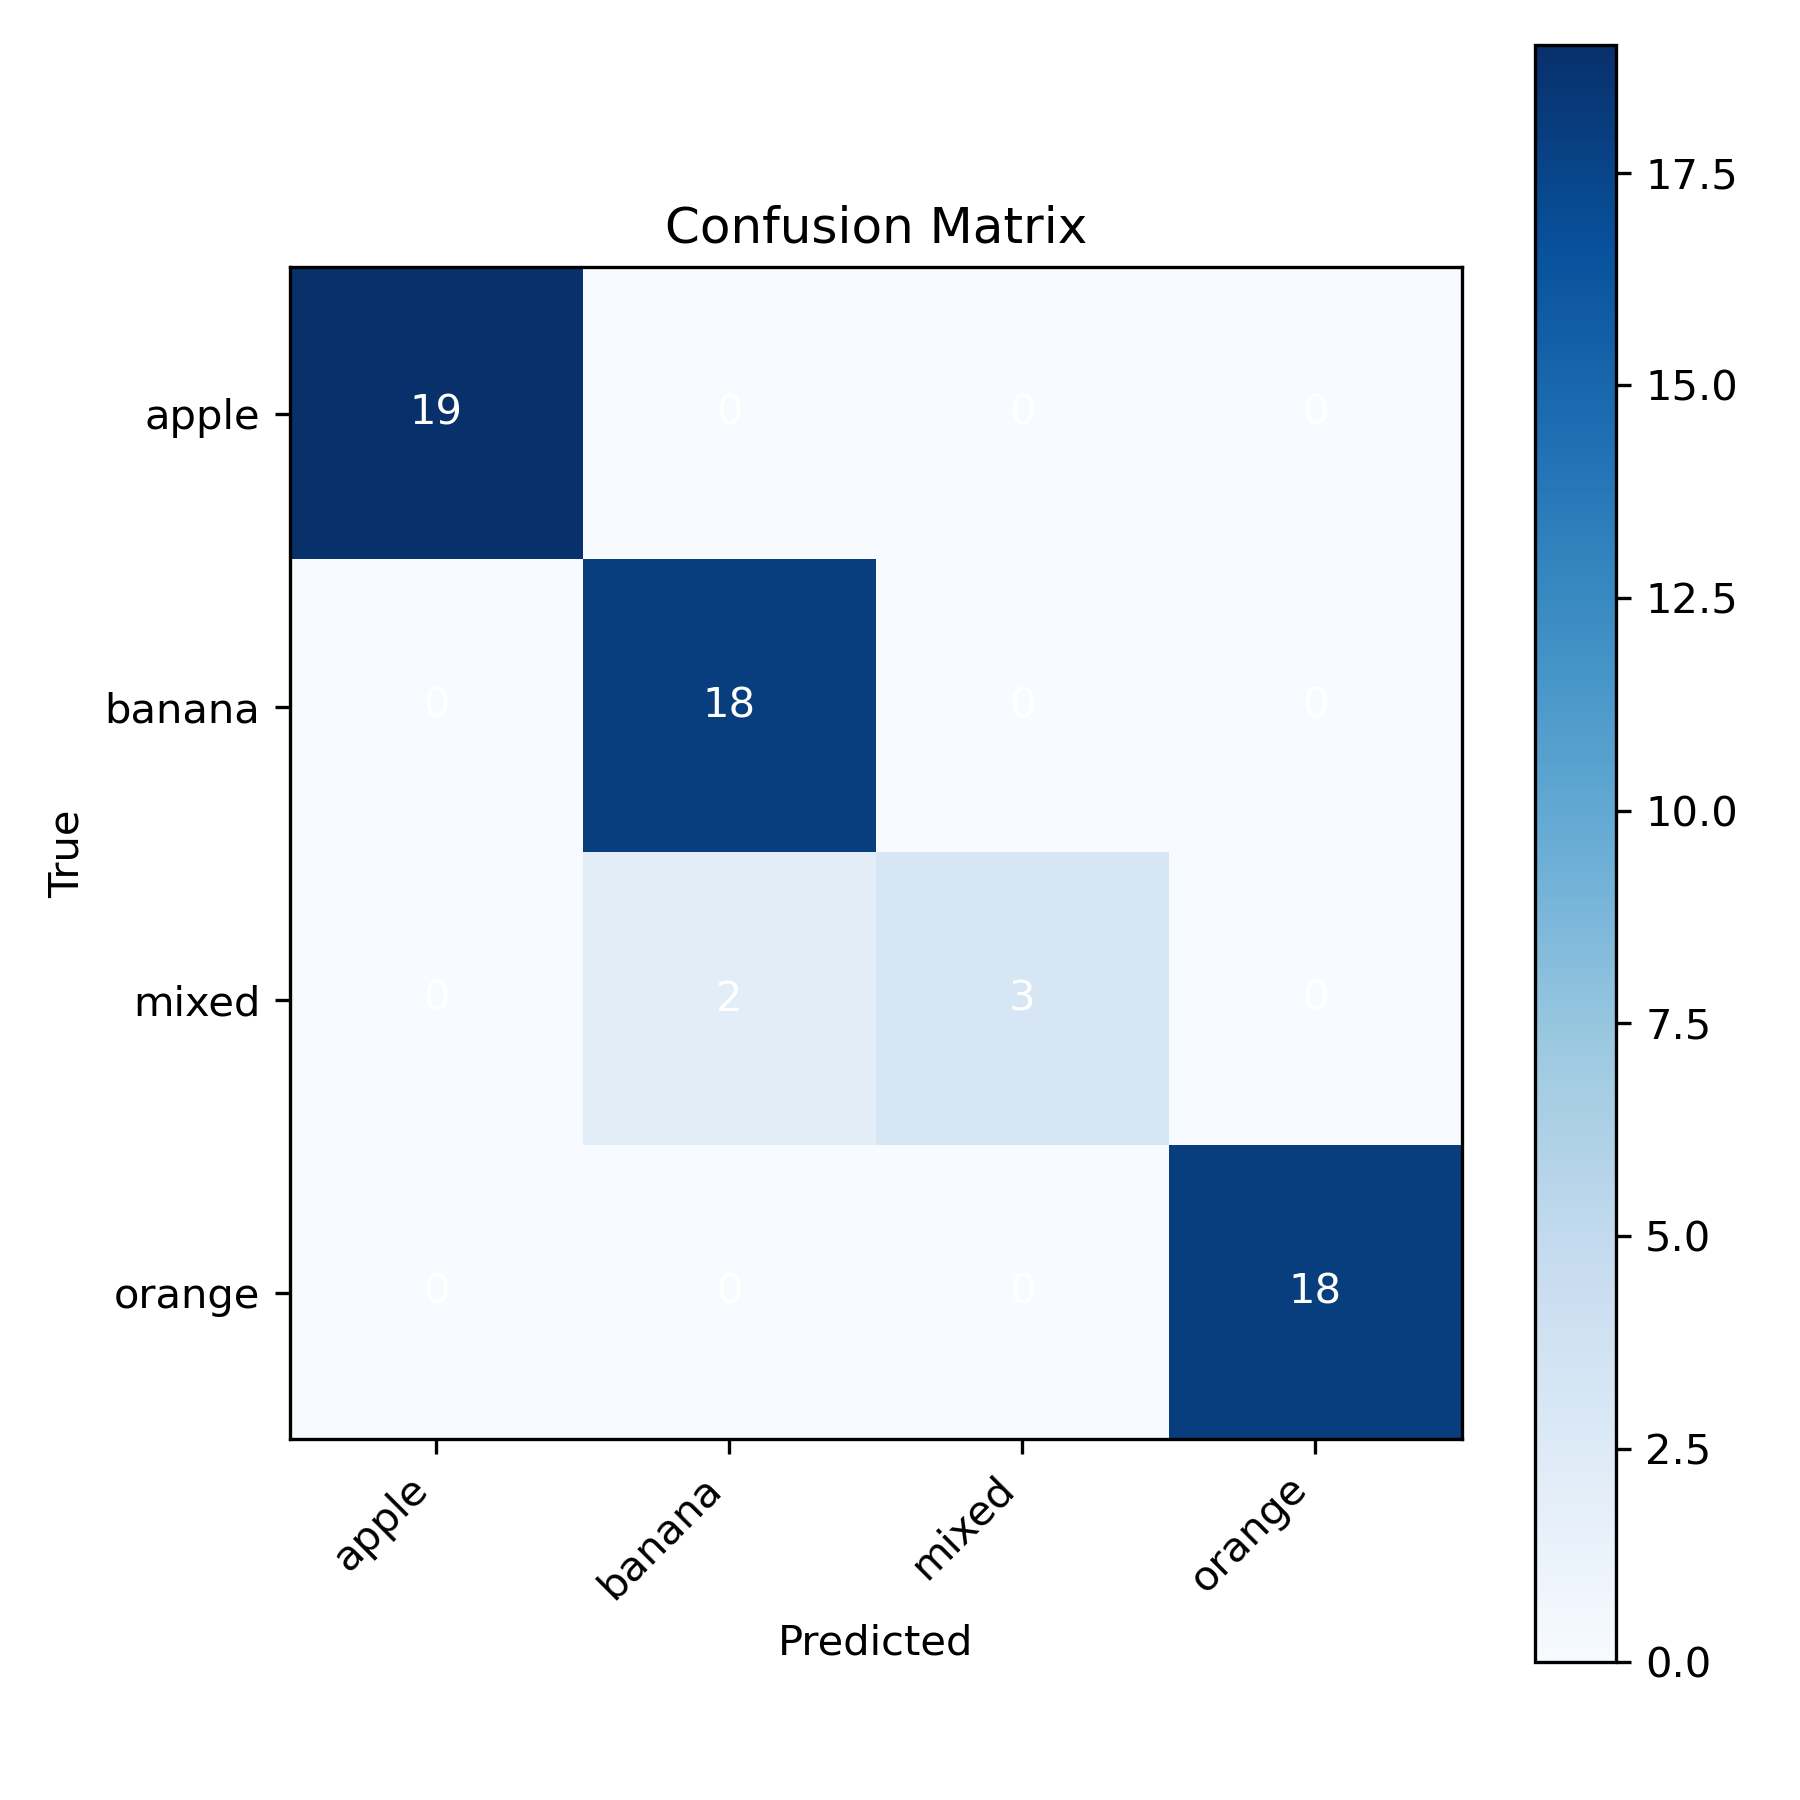 Confusion Matrix
17.5
15.0
12.5
10.0
7.5
5.0
2.5
0.0
True
apple 19 0 0 0
banana 0 18 0 0
mixed 0 2 3 0
orange 0 0 0 18
apple banana mixed orange
Predicted